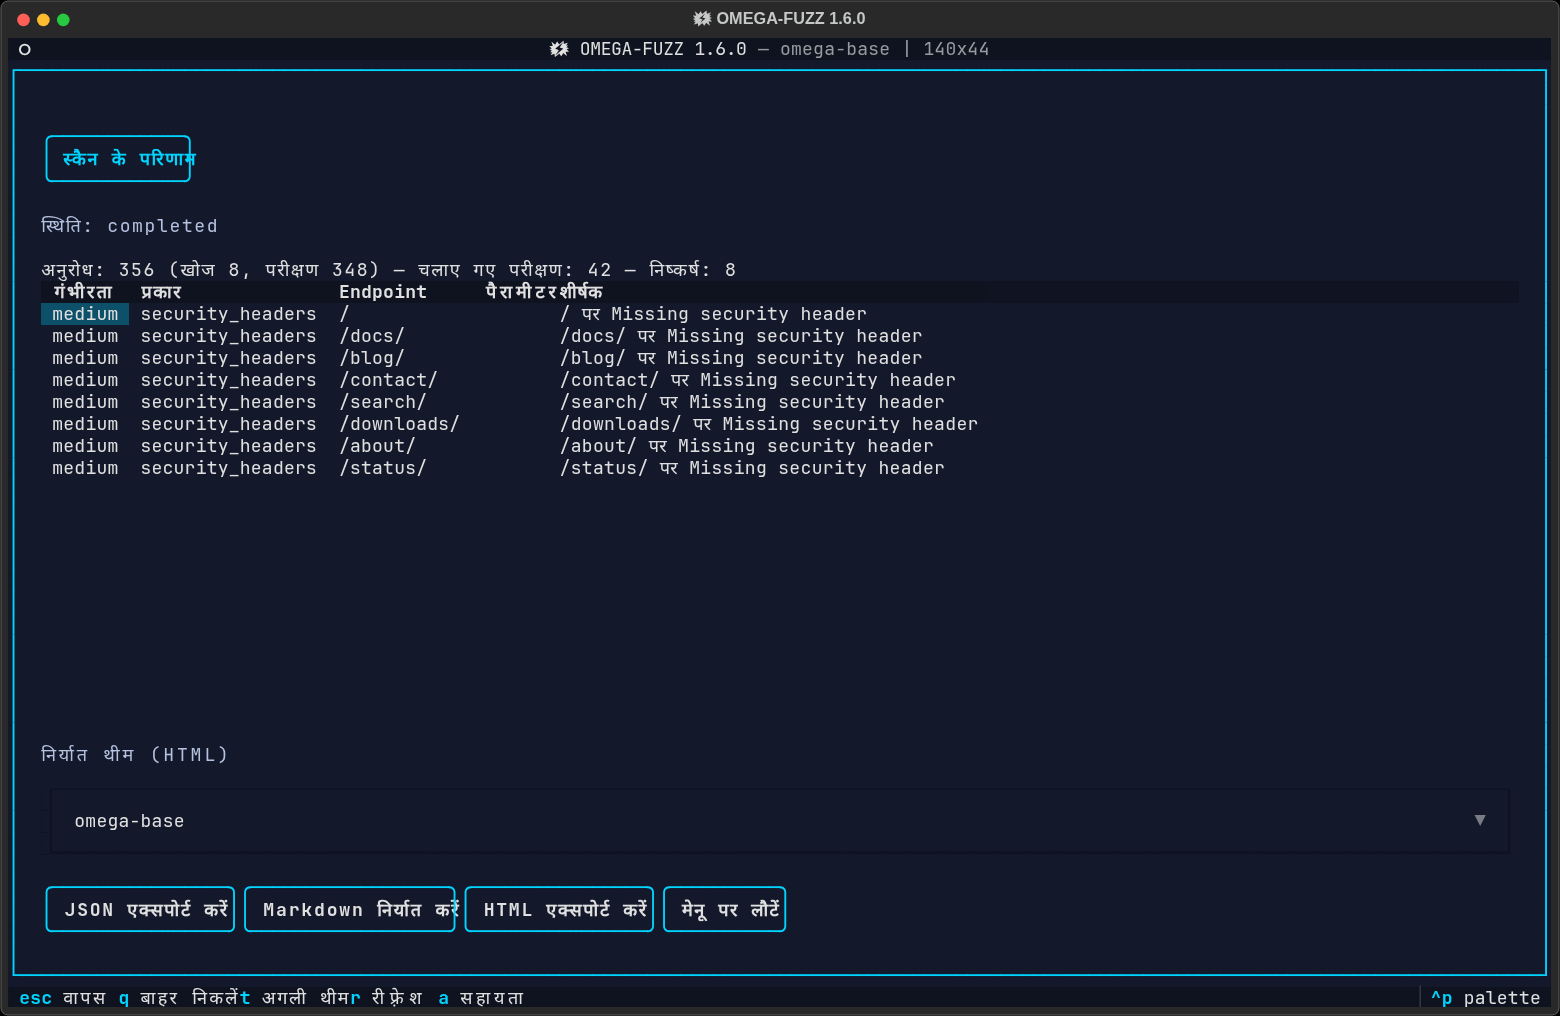 OMEGA-FUZZ 1.6.0
OMEGA-FUZZ 1.6.0 — omega-base | 140x44
स्कैन के परिणाम
स्थिति: completed
अनुरोध: 356 (खोज 8, परीक्षण 348) — चलाए गए परीक्षण: 42 — निष्कर्ष: 8
गंभीरता प्रकार Endpoint पैरामीटर शीर्षक
medium security_headers / / पर Missing security header
medium security_headers /docs/ /docs/ पर Missing security header
medium security_headers /blog/ /blog/ पर Missing security header
medium security_headers /contact/ /contact/ पर Missing security header
medium security_headers /search/ /search/ पर Missing security header
medium security_headers /downloads/ /downloads/ पर Missing security header
medium security_headers /about/ /about/ पर Missing security header
medium security_headers /status/ /status/ पर Missing security header
निर्यात थीम (HTML)
omega-base ▼
JSON एक्सपोर्ट करें Markdown निर्यात करें HTML एक्सपोर्ट करें मेनू पर लौटें
esc वापस q बाहर निकलें t अगली थीम r रीफ़्रेश a सहायता ^p palette